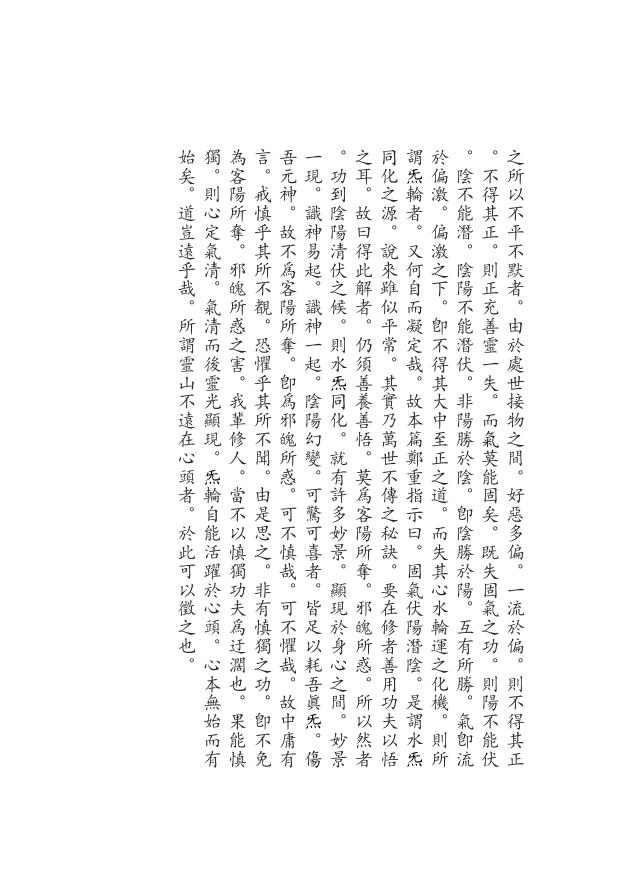 之所以不平不默者。由於處世接物之間。好惡多偏。一流於偏。則不得其正
。不得其正。則正充善靈一失。而氣莫能固矣。既失固氣之功。則陽不能伏
。陰不能潛。陰陽不能潛伏。非陽勝於陰。卽陰勝於陽。互有所勝。氣卽流
於偏激。偏激之下。卽不得其大中至正之道。而失其心水輪運之化機。則所
謂炁輪者。又何自而凝定哉。故本篇鄭重指示曰。固氣伏陽潛陰。是謂水炁
同化之源。說來雖似平常。其實乃萬世不傳之秘訣。要在修者善用功夫以悟
之耳。故曰得此解者。仍須善養善悟。莫爲客陽所奪。邪魄所惑。所以然者
。功到陰陽清伏之候。則水炁同化。就有許多妙景。顯現於身心之間。妙景
一現。識神易起。識神一起。陰陽幻變。可驚可喜者。皆足以耗吾眞炁。傷
吾元神。故不爲客陽所奪。卽爲邪魄所惑。可不慎哉。可不懼哉。故中庸有
言。戒慎乎其所不覩。恐懼乎其所不聞。由是思之。非有慎獨之功。卽不免
為客陽所奪。邪魄所惑之害。我輩修人。當不以慎獨功夫爲迂濶也。果能慎
獨。則心定氣清。氣清而後靈光顯現。炁輪自能活躍於心頭。心本無始而有
始矣。道豈遠乎哉。所謂靈山不遠在心頭者。於此可以徵之也。